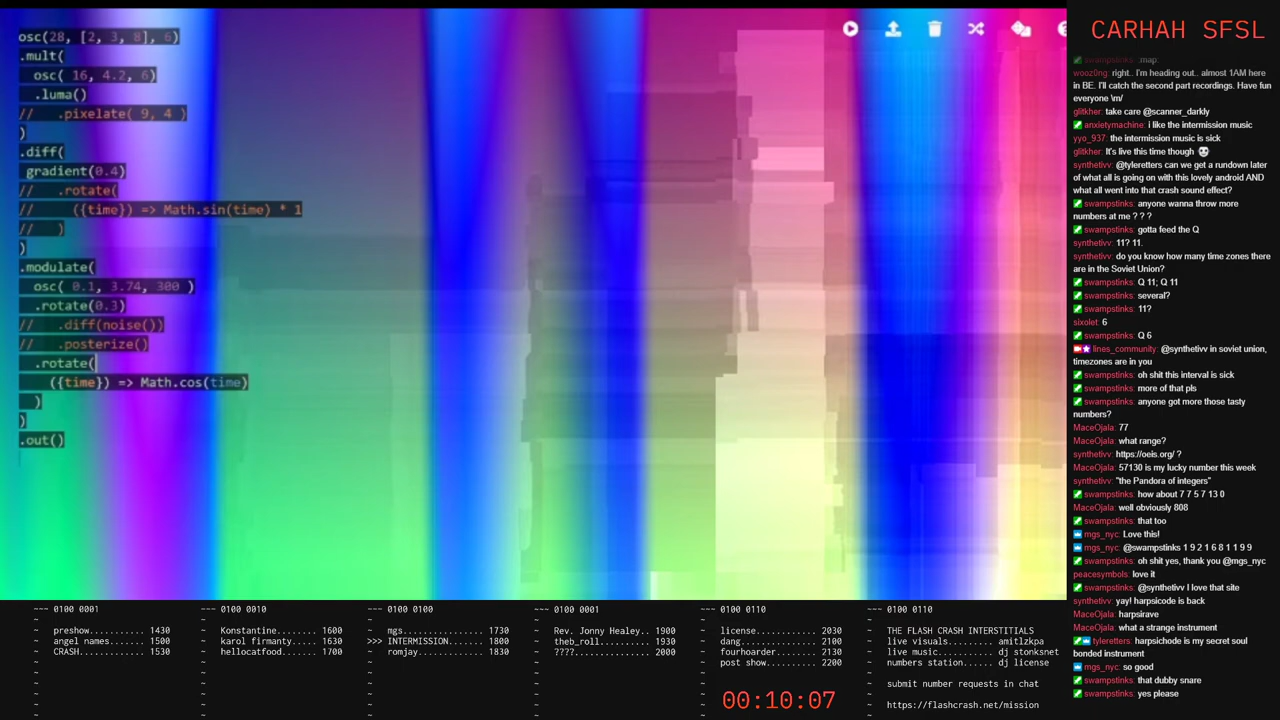 osc(28, [2, 3, 8], 6)
.mult(
osc( 16, 4.2, 6)
.luma()
// .pixelate( 9, 4 )
)
.diff(
gradient(0.4)
// .rotate(
// ({time}) => Math.sin(time) * 1
// )
)
.modulate(
osc( 0.1, 3.74, 300 )
.rotate(0.3)
// .diff(noise())
// .posterize()
.rotate(
({time}) => Math.cos(time)
)
)
.out()
CARHAH SFSL
swampstinks: .map:
woozling: right.. I'm heading out.. almost 1AM here
in BE. I'll catch the second part recordings. Have fun
everyone \m/
glitkher: take care @scanner_darkly
anxietymachine: i like the intermission music
yyo_937: the intermission music is sick
glitkher: It's live this time though 💀
synthetivv: @tyleretters can we get a rundown later
of what all is going on with this lovely android AND
what all went into that crash sound effect?
swampstinks: anyone wanna throw more
numbers at me ? ? ?
swampstinks: gotta feed the Q
synthetivv: 11? 11.
synthetivv: do you know how many time zones there
are in the Soviet Union?
swampstinks: Q 11; Q 11
swampstinks: several?
swampstinks: 11?
sixolet: 6
swampstinks: Q 6
lines_community: @synthetivv in soviet union,
timezones are in you
swampstinks: oh shit this interval is sick
swampstinks: more of that pls
swampstinks: anyone got more those tasty
numbers?
MaceOjala: 77
MaceOjala: what range?
synthetivv: https://oeis.org/ ?
MaceOjala: 57130 is my lucky number this week
synthetivv: "the Pandora of integers"
swampstinks: how about 7 7 5 7 13 0
MaceOjala: well obviously 808
swampstinks: that too
mgs_nyc: Love this!
mgs_nyc: @swampstinks 1 9 2 1 6 8 1 1 9 9
swampstinks: oh shit yes, thank you @mgs_nyc
peacesymbols: love it
swampstinks: @synthetivv I love that site
synthetivv: yay! harpsicode is back
MaceOjala: harpsirave
MaceOjala: what a strange instrument
tyleretters: harpsichode is my secret soul
bonded instrument
mgs_nyc: so good
swampstinks: that dubby snare
swampstinks: yes please
~~~ 0100 0001
~
~ preshow.......... 1430
~ angel names...... 1500
~ CRASH............ 1530
~
~
~
~
~
~
~~~ 0100 0010
~
~ Konstantine...... 1600
~ karol firmanty... 1630
~ hellocatfood..... 1700
~
~
~
~
~
~
~~~ 0100 0100
~
~ mgs.............. 1730
>>> INTERMISSION..... 1800
~ romjay........... 1830
~
~
~
~
~
~
~~~ 0100 0001
~
~ Rev. Jonny Healey.. 1900
~ theb_roll.......... 1930
~ ????............... 2000
~
~
~
~
~
~
~~~ 0100 0110
~
~ license.......... 2030
~ dang............. 2100
~ fourhoarder...... 2130
~ post show........ 2200
~
~
~
~
~
00:10:07
~~~ 0100 0110
~
~ THE FLASH CRASH INTERSTITIALS
~ live visuals....... amitlzkpa
~ live music.... dj stonksnet
~ numbers station...... dj license
~
~ submit number requests in chat
~
~ https://flashcrash.net/mission
~